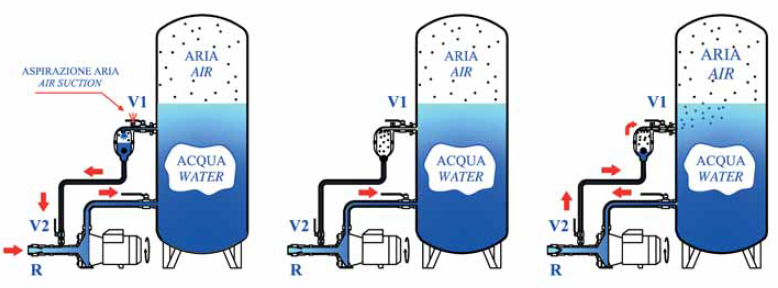 ARIA
AIR
ASPIRAZIONE ARIA
AIR SUCTION
V1
ACQUA
WATER
V2
R
ARIA
AIR
V1
ACQUA
WATER
V2
R
ARIA
AIR
V1
ACQUA
WATER
V2
R